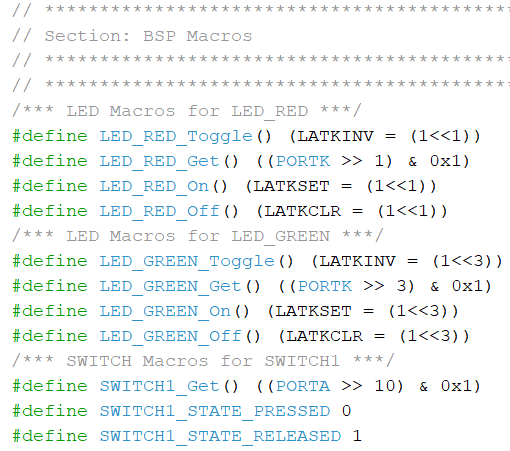 // *******************************************
// Section: BSP Macros
// *******************************************
// *******************************************
/*** LED Macros for LED_RED ***/
#define LED_RED_Toggle() (LATKINV = (1<<1))
#define LED_RED_Get() ((PORTK >> 1) & 0x1)
#define LED_RED_On() (LATKSET = (1<<1))
#define LED_RED_Off() (LATKCLR = (1<<1))
/*** LED Macros for LED_GREEN ***/
#define LED_GREEN_Toggle() (LATKINV = (1<<3))
#define LED_GREEN_Get() ((PORTK >> 3) & 0x1)
#define LED_GREEN_On() (LATKSET = (1<<3))
#define LED_GREEN_Off() (LATKCLR = (1<<3))
/*** SWITCH Macros for SWITCH1 ***/
#define SWITCH1_Get() ((PORTA >> 10) & 0x1)
#define SWITCH1_STATE_PRESSED 0
#define SWITCH1_STATE_RELEASED 1